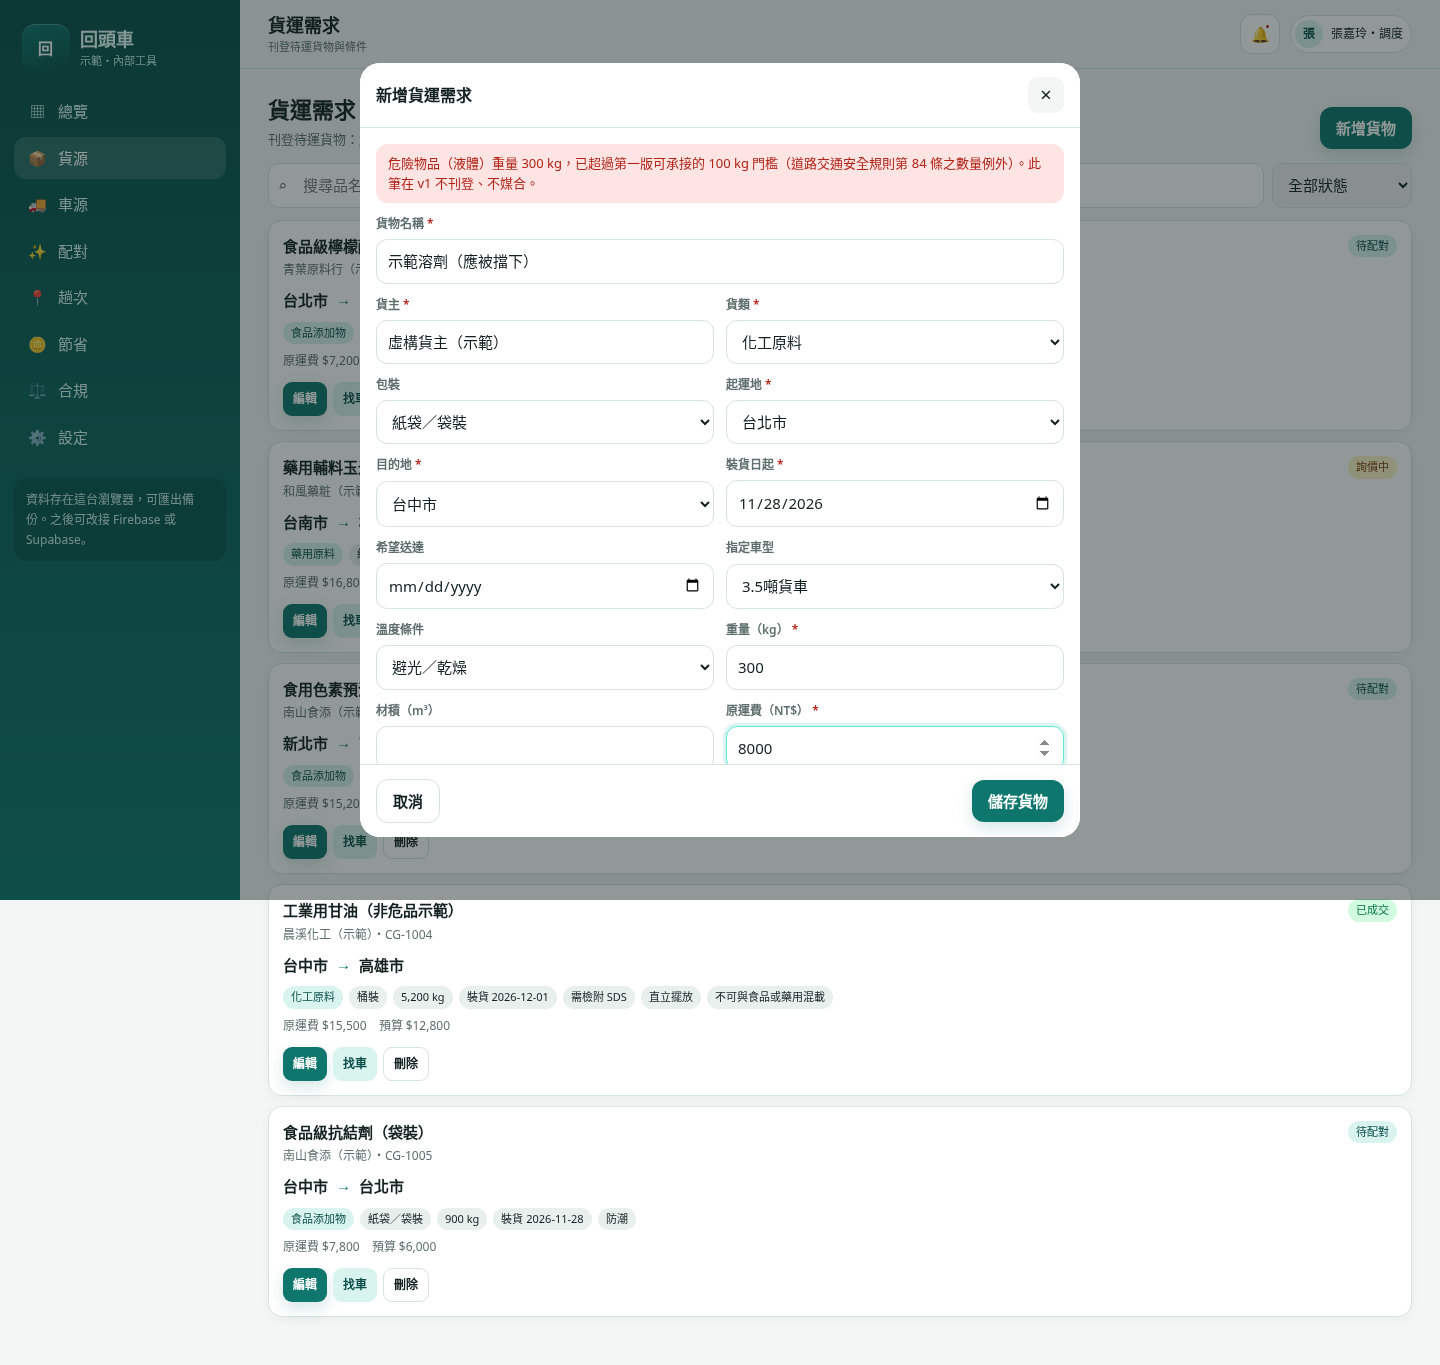 回
回頭車
示範・內部工具
總覽
貨源
車源
配對
趟次
節省
合規
設定
資料存在這台瀏覽器，可匯出備
份。之後可改接 Firebase 或
Supabase。
貨運需求
刊登待運貨物與條件
張 張嘉玲・調度
貨運需求
刊登待運貨物：
新增貨物
搜尋品名
全部狀態
待配對
青葉原料行
台北市 →
食品添加物
原運費 $7,200
編輯
詢價中
台南市 →
藥用原料
原運費 $16,80
編輯
待配對
南山食添
新北市 →
食品添加物
原運費 $15,20
編輯 找車 刪除
新增貨運需求
×
危險物品（液體）重量 300 kg，已超過第一版可承接的 100 kg 門檻（道路交通安全規則第 84 條之數量例外）。此
筆在 v1 不刊登、不媒合。
貨物名稱 *
示範溶劑（應被擋下）
貨主 * 貨類 *
虛構貨主（示範） 化工原料
包裝 起運地 *
紙袋／袋裝 台北市
目的地 * 裝貨日起 *
台中市 11/28/2026
希望送達 指定車型
mm/dd/yyyy 3.5噸貨車
溫度條件 重量（kg） *
避光／乾燥 300
材積（m³） 原運費（NT$） *
8000
取消 儲存貨物
工業用甘油（非危品示範） 已成交
晨溪化工（示範）・CG-1004
台中市 → 高雄市
化工原料 桶裝 5,200 kg 裝貨 2026-12-01 需檢附 SDS 直立擺放 不可與食品或藥用混載
原運費 $15,500 預算 $12,800
編輯 找車 刪除
食品級抗結劑（袋裝） 待配對
南山食添（示範）・CG-1005
台中市 → 台北市
食品添加物 紙袋／袋裝 900 kg 裝貨 2026-11-28 防潮
原運費 $7,800 預算 $6,000
編輯 找車 刪除